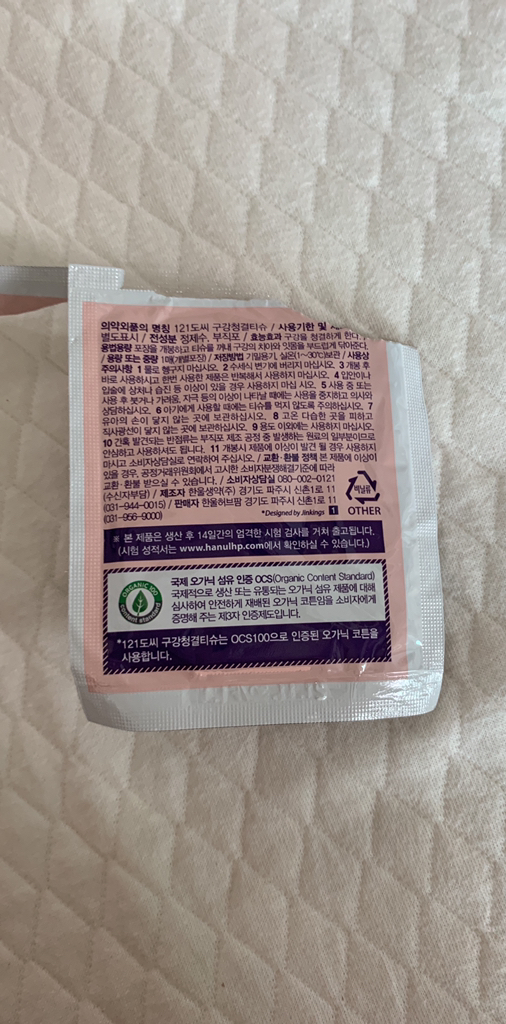 의약외품의 명칭 121도씨 구강청결티슈 / 사용기한 및
별도표시 / 전성분 정제수, 부직포 / 효능효과 구강을 청결하게 한다. /
용법용량 포장을 개봉하고 티슈를 꺼내 구강의 치아와 잇몸을 부드럽게 닦아준다.
/ 용량 또는 중량 1매(개별포장) / 저장방법 기밀용기, 실온(1~30℃)보관 / 사용상
주의사항 1 물로 헹구지 마십시오. 2 수세식 변기에 버리지 마십시오. 3 개봉 후
바로 사용하시고 한번 사용한 제품은 반복해서 사용하지 마십시오. 4 입안이나
입술에 상처나 습진 등 이상이 있을 경우 사용하지 마십 시오. 5 사용 중 또는
사용 후 붓거나 가려움, 자극 등의 이상이 나타날 때에는 사용을 중지하고 의사와
상담하십시오. 6 아기에게 사용할 때에는 티슈를 먹지 않도록 주의하십시오. 7
유아의 손이 닿지 않는 곳에 보관하십시오. 8 고온 다습한 곳을 피하고
직사광선이 닿지 않는 곳에 보관하십시오. 9 용도 이외에는 사용하지 마십시오.
10 간혹 발견되는 반점류는 부직포 제조 공정 중 발생하는 원료의 일부분이므로
안심하고 사용하셔도 됩니다. 11 개봉시 제품에 이상이 발견 될 경우 사용하지
마시고 소비자상담실로 연락하여 주십시오. / 교환·환불 정책 본 제품에 이상이
있을 경우, 공정거래위원회에서 고시한 소비자분쟁해결기준에 따라
교환·환불 받으실 수 있습니다. / 소비자상담실 080-002-0121
(수신자부담) / 제조자 한울생약(주) 경기도 파주시 신촌1로 11
(031-944-0015) / 판매자 한울허브팜 경기도 파주시 신촌1로 11
(031-956-9000)
*Designed by Jinkings 1
비닐류
OTHER
※ 본 제품은 생산 후 14일간의 엄격한 시험 검사를 거쳐 출고됩니다.
(시험 성적서는 www.hanulhp.com에서 확인하실 수 있습니다.)
ORGANIC 100
content standard
국제 오가닉 섬유 인증 OCS(Organic Content Standard)
국제적으로 생산 또는 유통되는 오가닉 섬유 제품에 대해
심사하여 안전하게 재배된 오가닉 코튼임을 소비자에게
증명해 주는 제3자 인증제도입니다.
*121도씨 구강청결티슈는 OCS100으로 인증된 오가닉 코튼을
사용합니다.